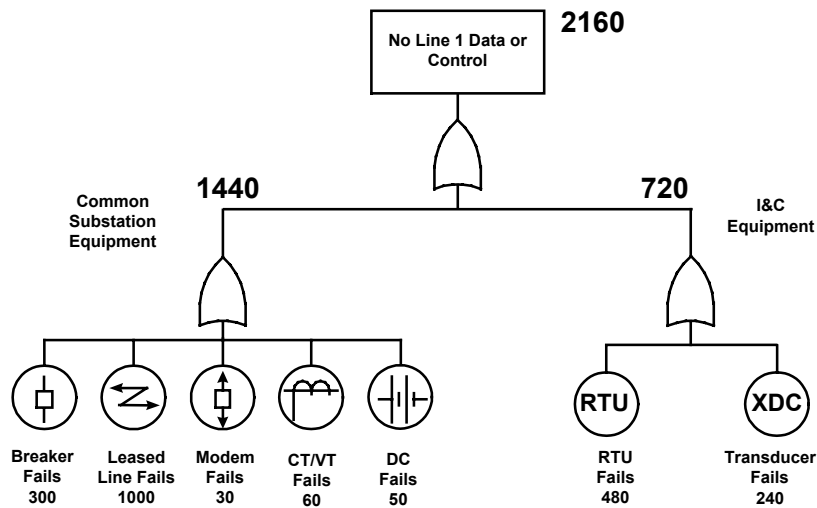 No Line 1 Data or
Control
2160
Common
Substation
Equipment
1440
720
I&C
Equipment
RTU
XDC
Breaker
Fails
300
Leased
Line Fails
1000
Modem
Fails
30
CT/VT
Fails
60
DC
Fails
50
RTU
Fails
480
Transducer
Fails
240